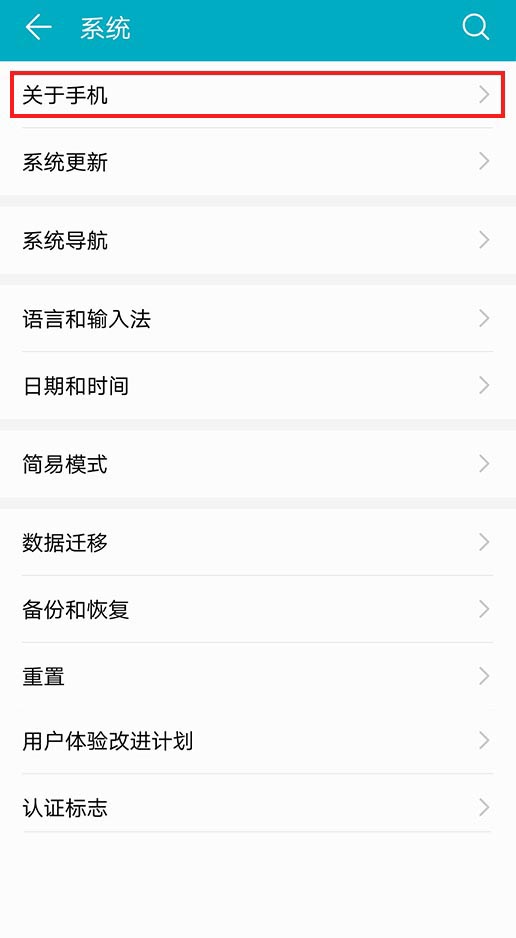 系统
关于手机
系统更新
系统导航
语言和输入法
日期和时间
简易模式
数据迁移
备份和恢复
重置
用户体验改进计划
认证标志